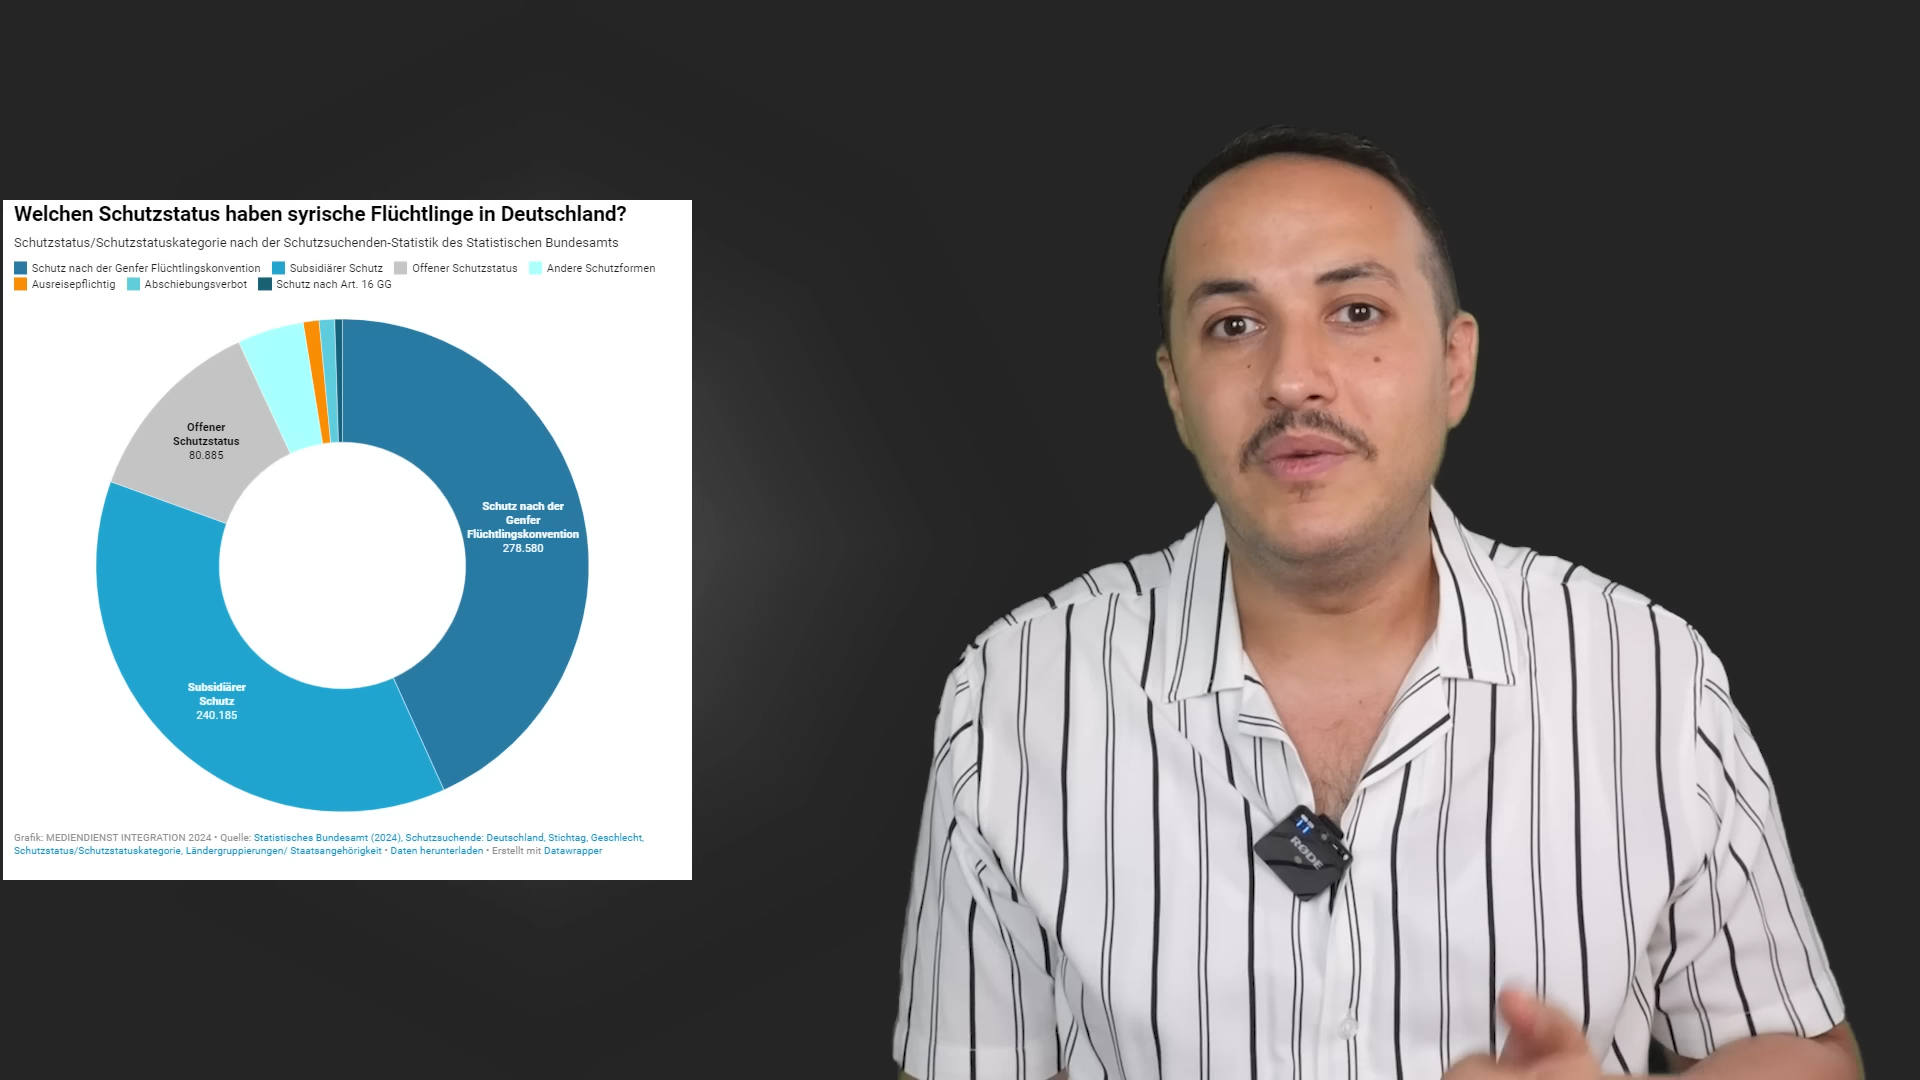 Welchen Schutzstatus haben syrische Flüchtlinge in Deutschland?
Schutzstatus/Schutzstatuskategorie nach der Schutzsuchenden-Statistik des Statistischen Bundesamts
Schutz nach der Genfer Flüchtlingskonvention Subsidiärer Schutz Offener Schutzstatus Andere Schutzformen
Ausreisepflichtig Abschiebungsverbot Schutz nach Art. 16 GG
Offener
Schutzstatus
80.885
Schutz nach der
Genfer
Flüchtlingskonvention
278.580
Subsidiärer
Schutz
240.185
Grafik: MEDIENDIENST INTEGRATION 2024 • Quelle: Statistisches Bundesamt (2024), Schutzsuchende: Deutschland, Stichtag, Geschlecht,
Schutzstatus/Schutzstatuskategorie, Ländergruppierungen/ Staatsangehörigkeit • Daten herunterladen • Erstellt mit Datawrapper
RØDE